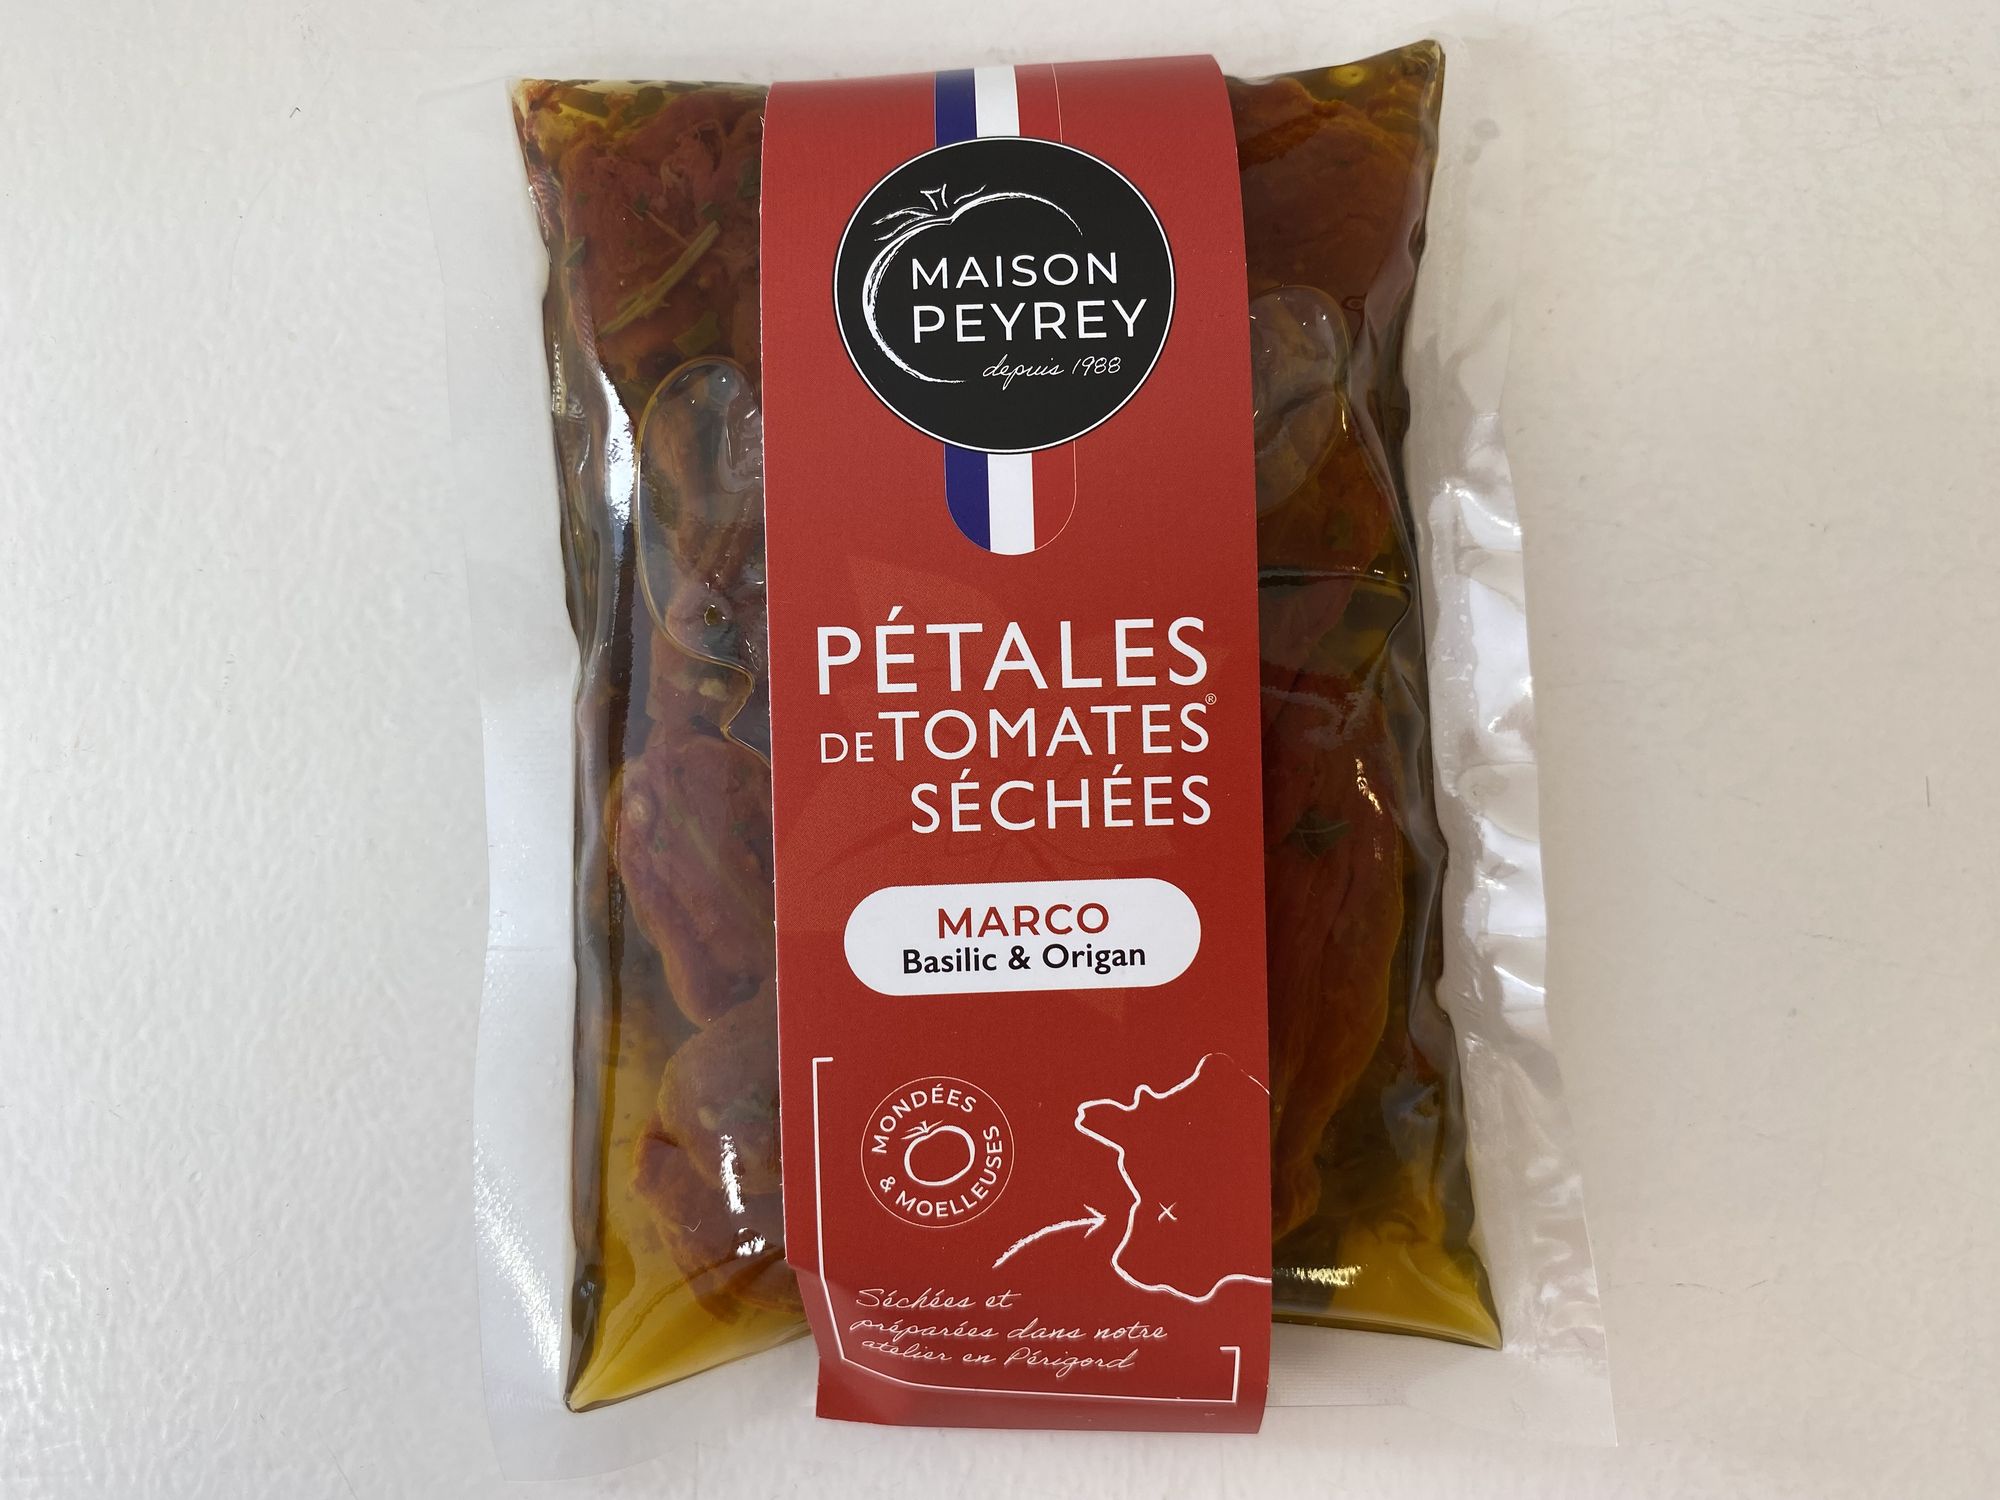 MAISON
PEYREY
depuis 1988
PÉTALES
DE TOMATES®
SÉCHÉES
MARCO
Basilic & Origan
MONDÉES
& MOELLEUSES
x
Séchées et
préparées dans notre
atelier en Périgord